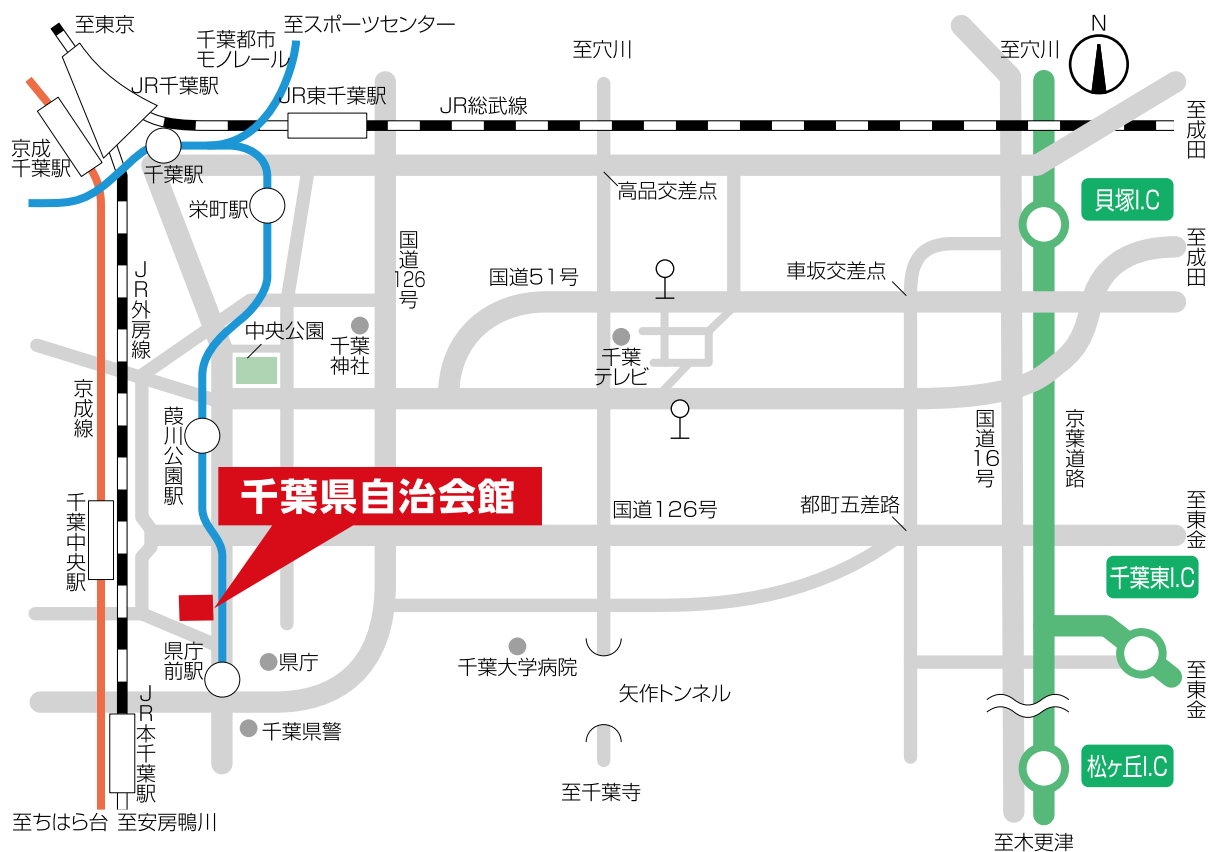 至東京
至スポーツセンター
千葉都市
モノレール
至穴川
至穴川
N
JR千葉駅
JR東千葉駅
JR総武線
至成田
京成
千葉駅
千葉駅
高品交差点
貝塚I.C
栄町駅
国道126号
至成田
JR外房線
国道51号
車坂交差点
中央公園
千葉
神社
千葉
テレビ
京成線
葭川公園駅
国道16号
京葉道路
千葉県自治会館
千葉中央駅
国道126号
都町五差路
至東金
千葉東I.C
県庁
前駅
県庁
千葉大学病院
至東金
矢作トンネル
JR本千葉駅
千葉県警
松ヶ丘I.C
至千葉寺
至ちはら台
至安房鴨川
至木更津